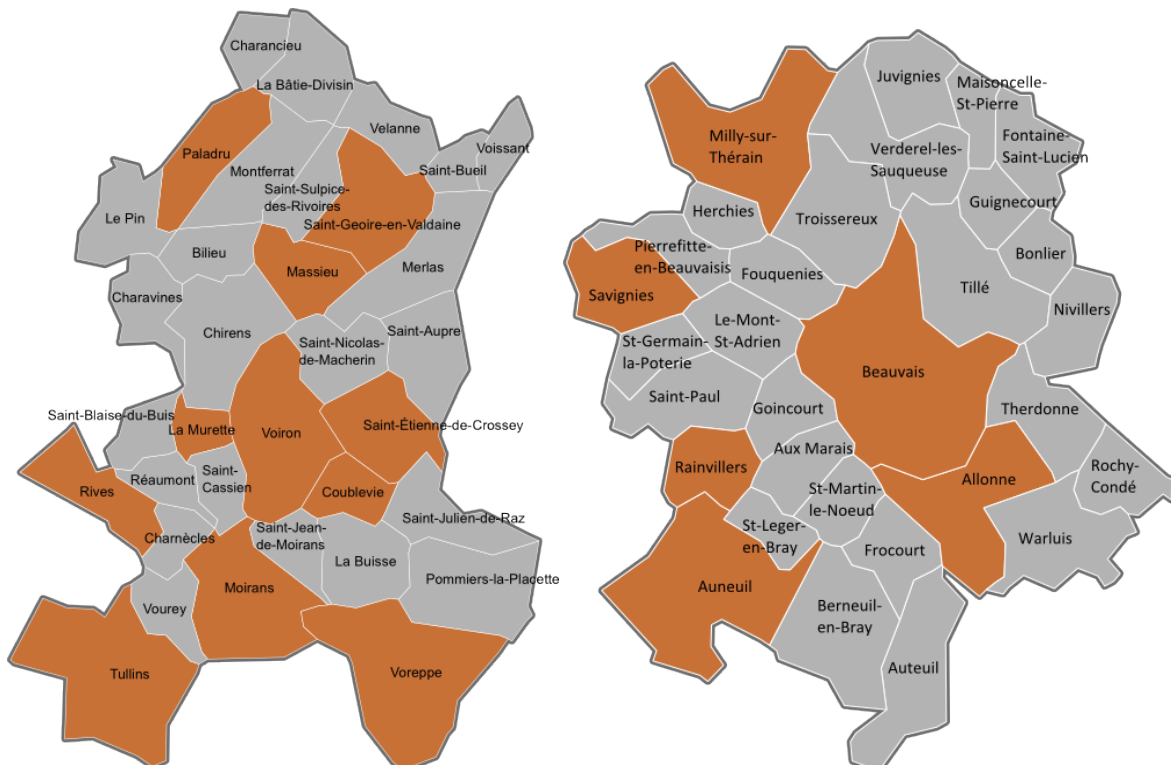 Charancieu
La Bâtie-Divisin
Velanne
Voissant
Paladru
Saint-Bueil
Montferrat
Saint-Sulpice-
des-Rivoires
Le Pin
Saint-Geoire-en-Valdaine
Bilieu
Massieu
Merlas
Charavines
Chirens
Saint-Aupre
Saint-Nicolas-
de-Macherin
Saint-Blaise-du-Buis
La Murette
Voiron
Saint-Étienne-de-Crossey
Réaumont
Saint-
Cassien
Rives
Coublevie
Saint-Julien-de-Raz
Charnècles
Saint-Jean-
de-Moirans
La Buisse
Pommiers-la-Placette
Moirans
Vourey
Tullins
Voreppe
Juvignies
Maisoncelle-
St-Pierre
Milly-sur-
Thérain
Verderel-les-
Sauqueuse
Fontaine-
Saint-Lucien
Herchies
Troissereux
Guignecourt
Pierrefitte-
en-Beauvaisis
Fouquenies
Bonlier
Savignies
Tillé
Nivillers
Le-Mont-
St-Adrien
St-Germain-
la-Poterie
Beauvais
Saint-Paul
Goincourt
Therdonne
Aux Marais
Rainvillers
Allonne
Rochy-
Condé
St-Martin-
le-Noeud
St-Leger-
en-Bray
Frocourt
Warluis
Auneuil
Berneuil-
en-Bray
Auteuil